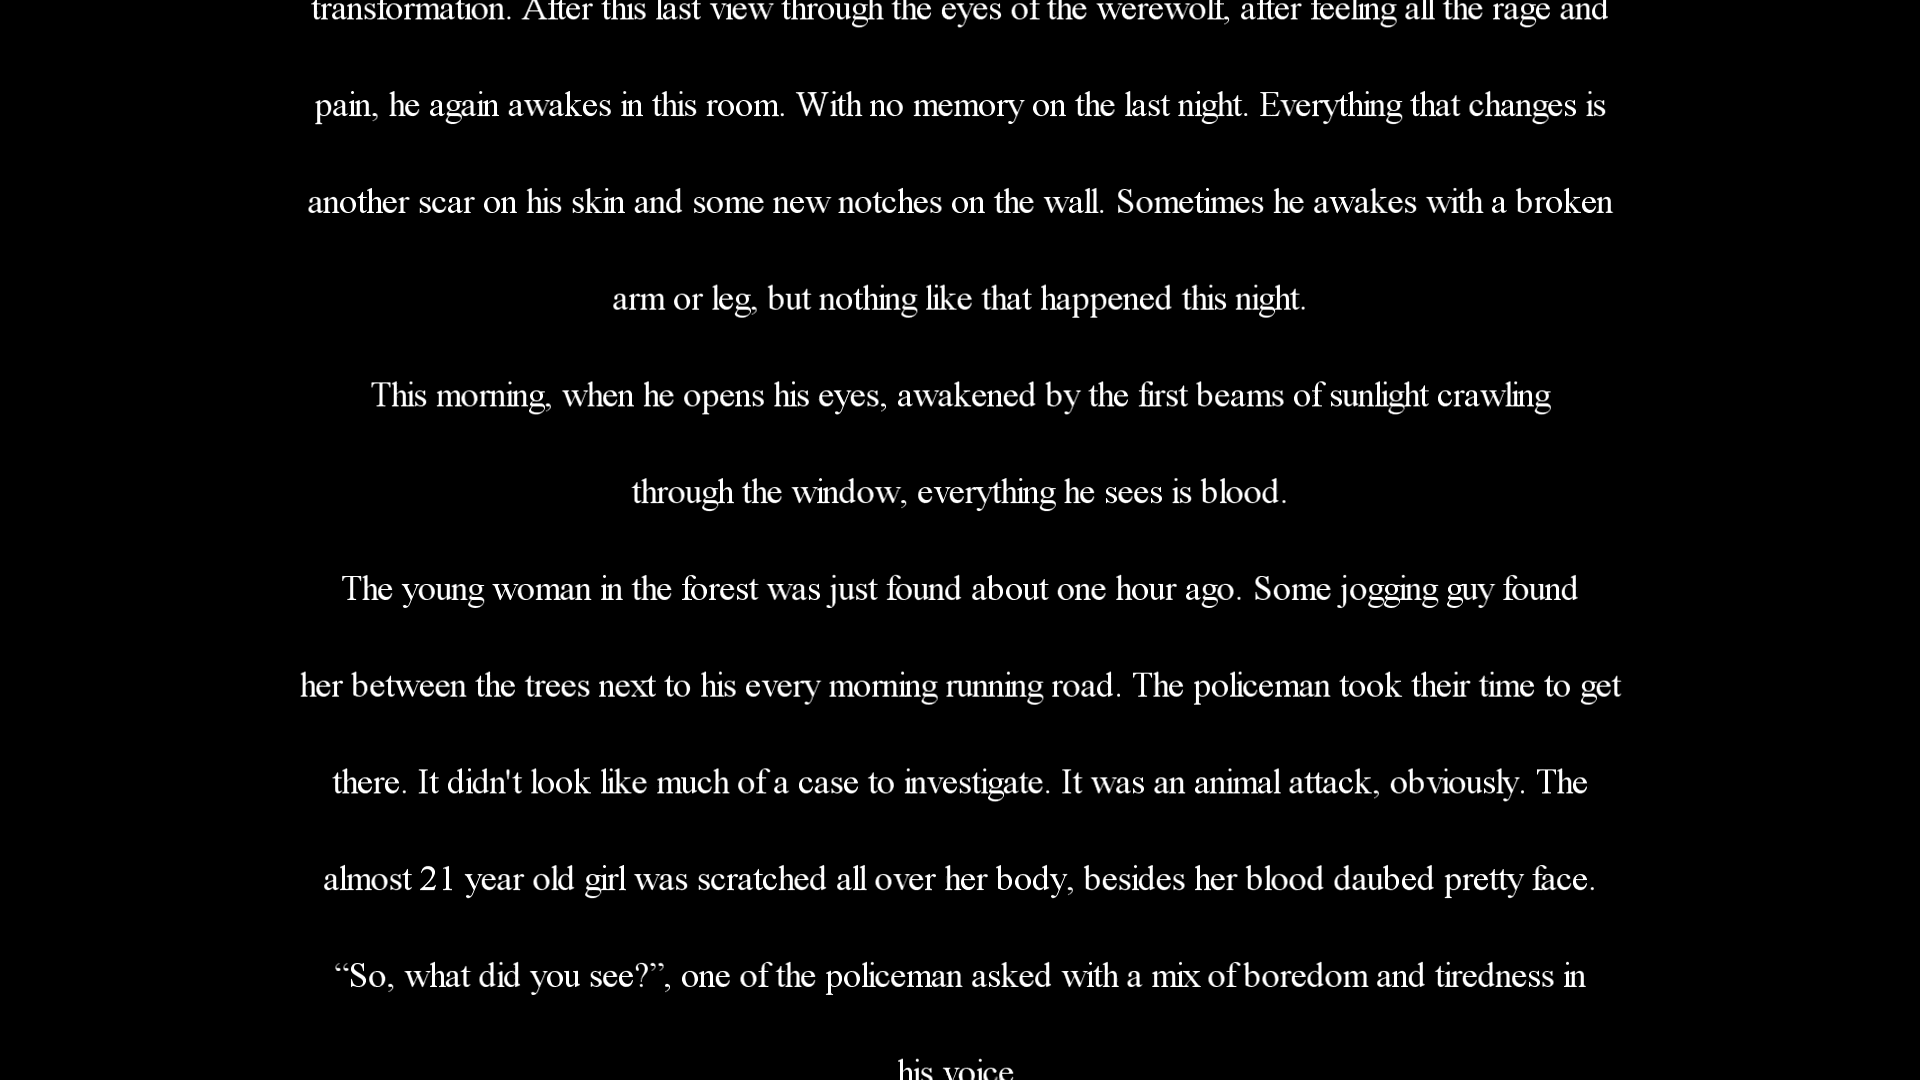 transformation. After this last view through the eyes of the werewolf, after feeling all the rage and
pain, he again awakes in this room. With no memory on the last night. Everything that changes is
another scar on his skin and some new notches on the wall. Sometimes he awakes with a broken
arm or leg, but nothing like that happened this night.
This morning, when he opens his eyes, awakened by the first beams of sunlight crawling
through the window, everything he sees is blood.
The young woman in the forest was just found about one hour ago. Some jogging guy found
her between the trees next to his every morning running road. The policeman took their time to get
there. It didn't look like much of a case to investigate. It was an animal attack, obviously. The
almost 21 year old girl was scratched all over her body, besides her blood daubed pretty face.
“So, what did you see?”, one of the policeman asked with a mix of boredom and tiredness in
his voice